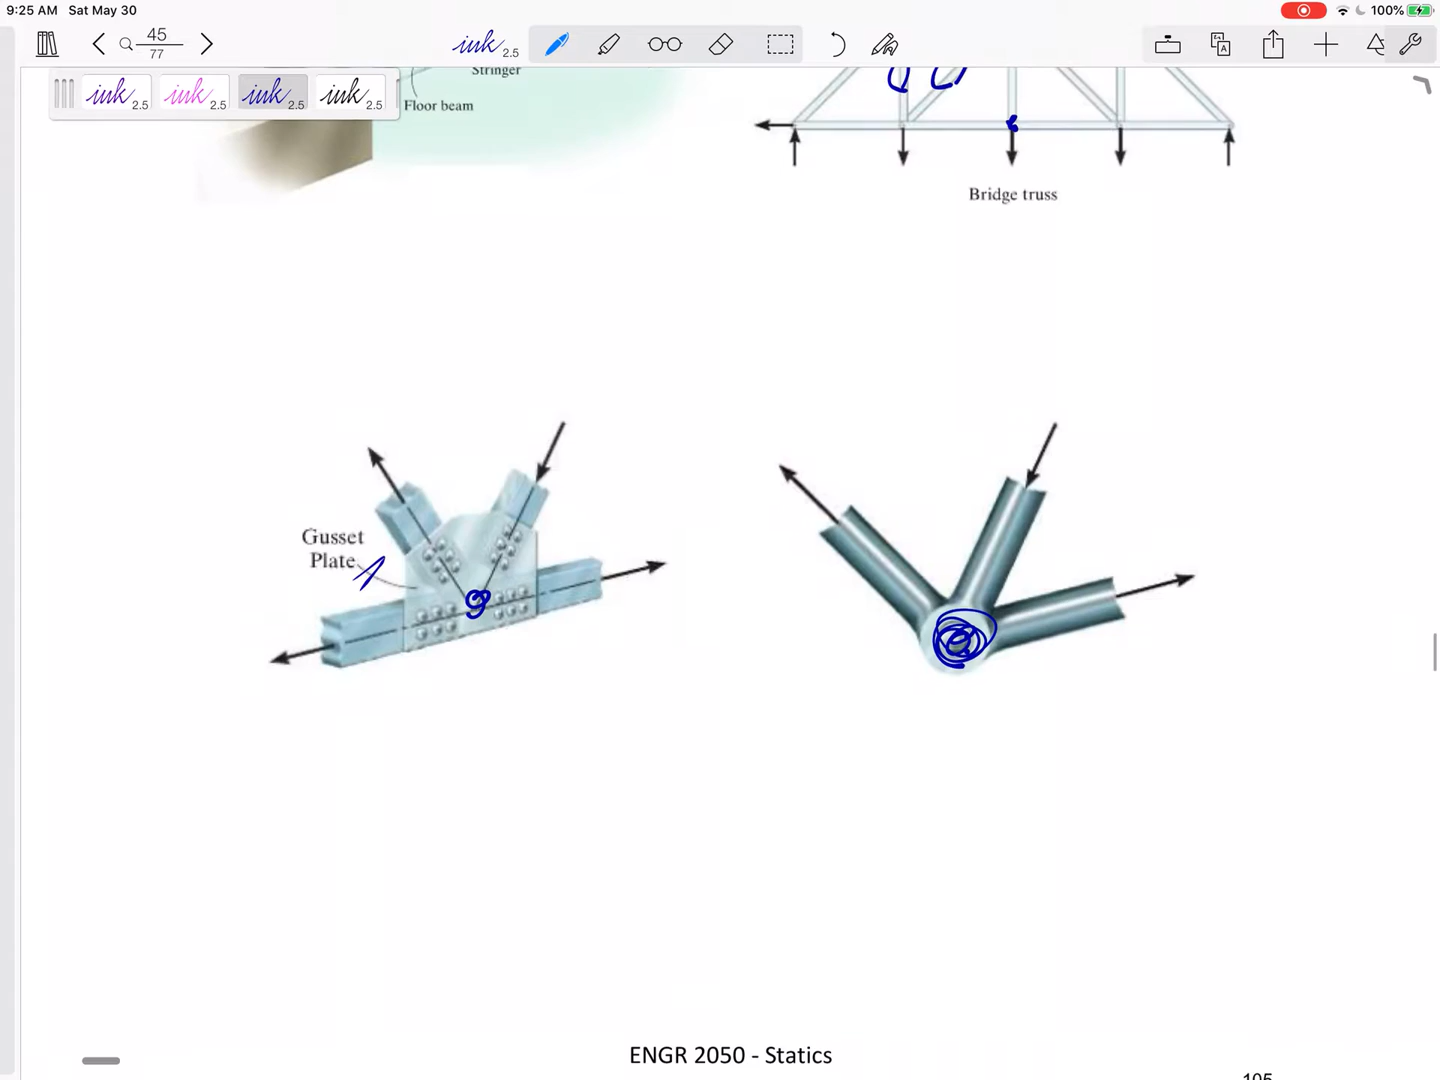 9:25 AM Sat May 30
100%
45
77
ink 2.5
ink 2.5
ink 2.5
ink 2.5
ink 2.5
Stringer
Floor beam
Bridge truss
Gusset
Plate
ENGR 2050 - Statics